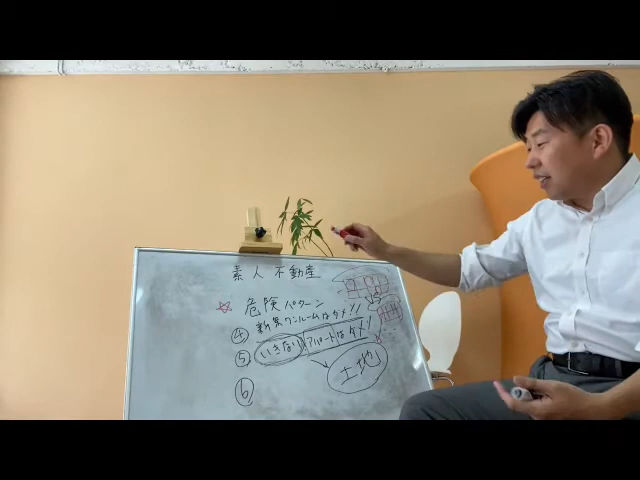 素人不動産
☆ 危険パターン
④ 新築ワンルームはダメ!!
⑤ いきなりアパートはダメ!!
土地
⑥